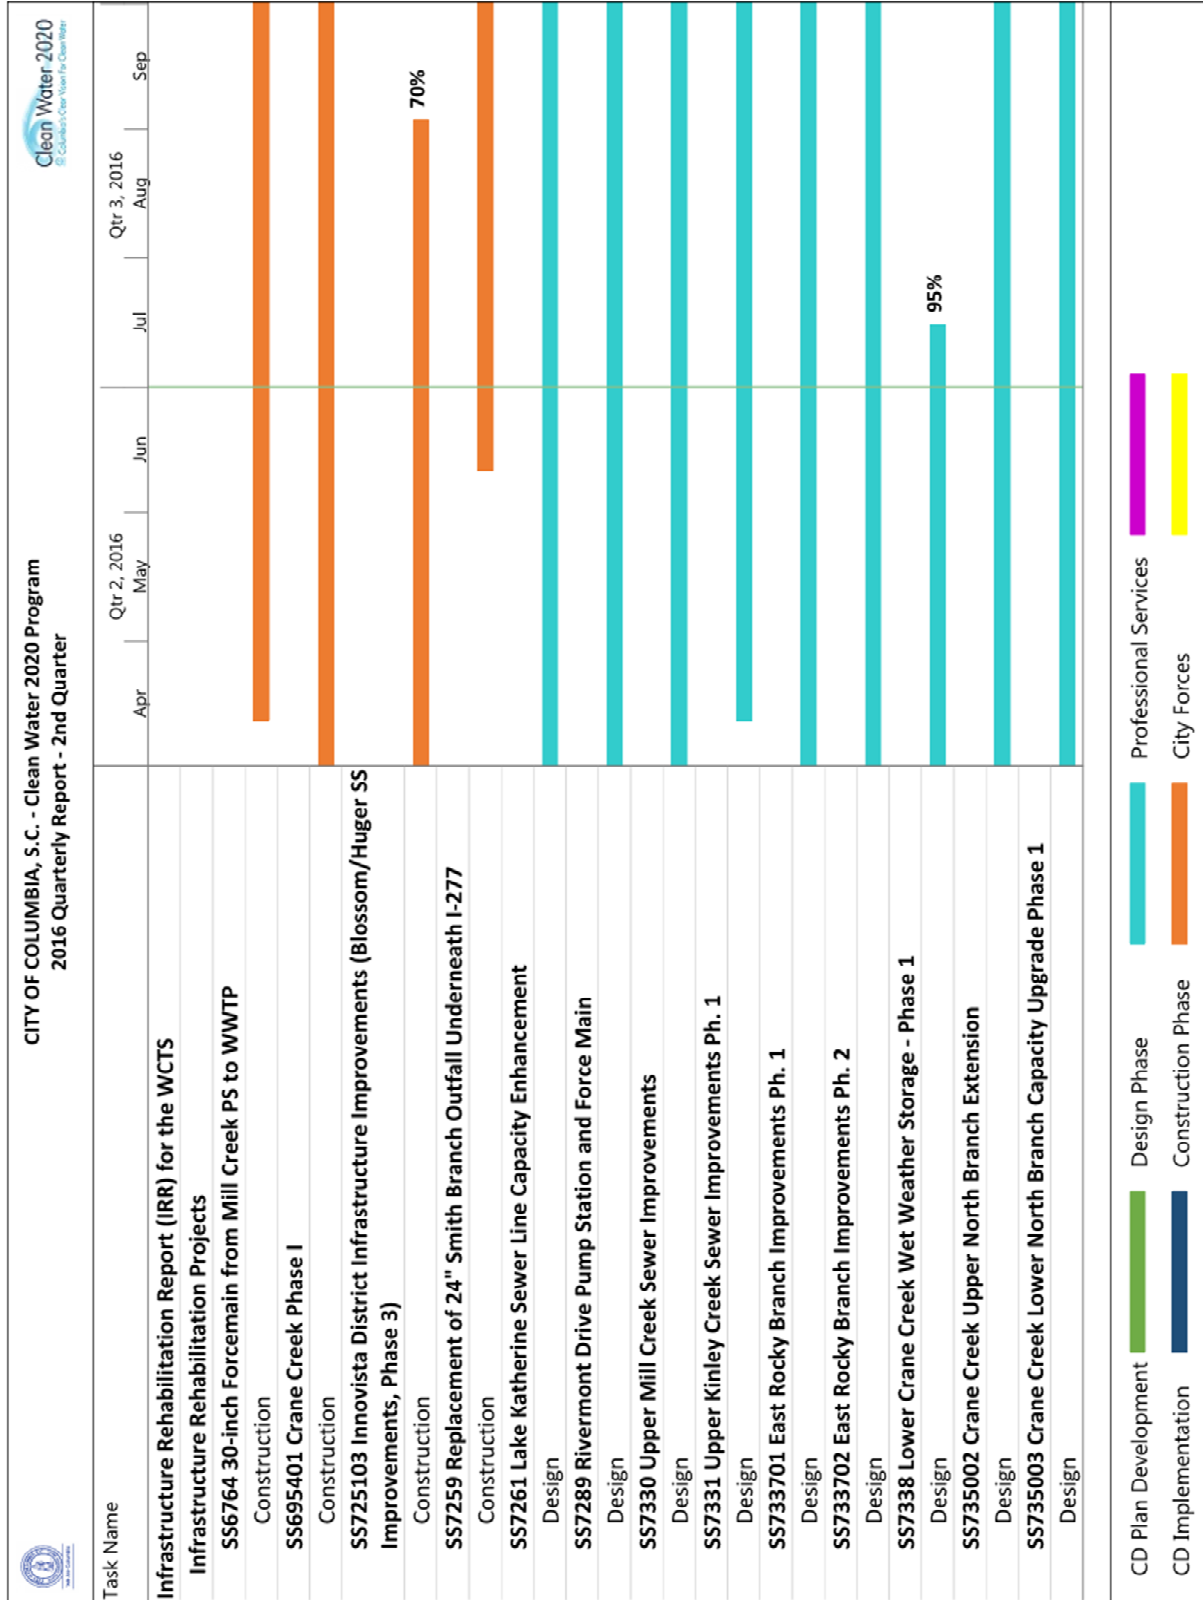 CITY OF COLUMBIA, S.C. - Clean Water 2020 Program
2016 Quarterly Report - 2nd Quarter
Clean Water 2020
Columbia's Clear Vision For Clean Water
Task Name
Qtr 2, 2016
Qtr 3, 2016
Apr
May
Jun
Jul
Aug
Sep
Infrastructure Rehabilitation Report (IRR) for the WCTS
Infrastructure Rehabilitation Projects
SS6764 30-inch Forcemain from Mill Creek PS to WWTP
Construction
SS695401 Crane Creek Phase I
Construction
SS725103 Innovista District Infrastructure Improvements (Blossom/Huger SS
Improvements, Phase 3)
Construction
70%
SS7259 Replacement of 24" Smith Branch Outfall Underneath I-277
Construction
SS7261 Lake Katherine Sewer Line Capacity Enhancement
Design
SS7289 Rivermont Drive Pump Station and Force Main
Design
SS7330 Upper Mill Creek Sewer Improvements
Design
SS7331 Upper Kinley Creek Sewer Improvements Ph. 1
Design
SS733701 East Rocky Branch Improvements Ph. 1
Design
SS733702 East Rocky Branch Improvements Ph. 2
Design
SS7338 Lower Crane Creek Wet Weather Storage - Phase 1
Design
95%
SS735002 Crane Creek Upper North Branch Extension
Design
SS735003 Crane Creek Lower North Branch Capacity Upgrade Phase 1
Design
CD Plan Development
Design Phase
Professional Services
CD Implementation
Construction Phase
City Forces